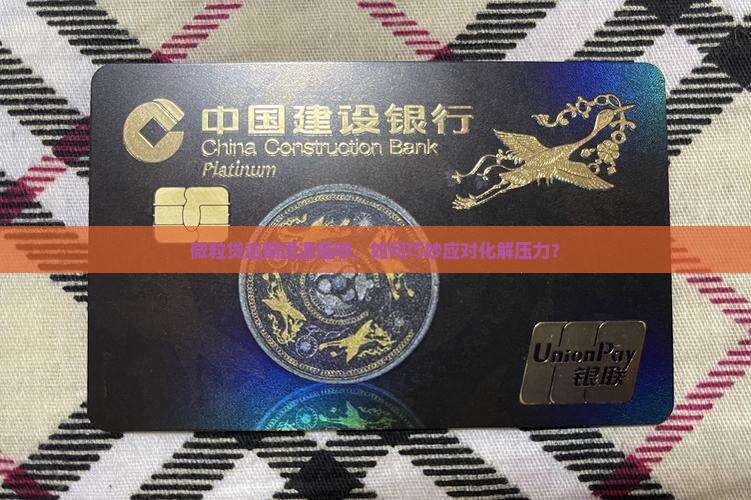 中国建设银行
China Construction Bank
Platinum
微粒贷逾期遭遇催收，如何巧妙应对化解压力？
UnionPay
银联